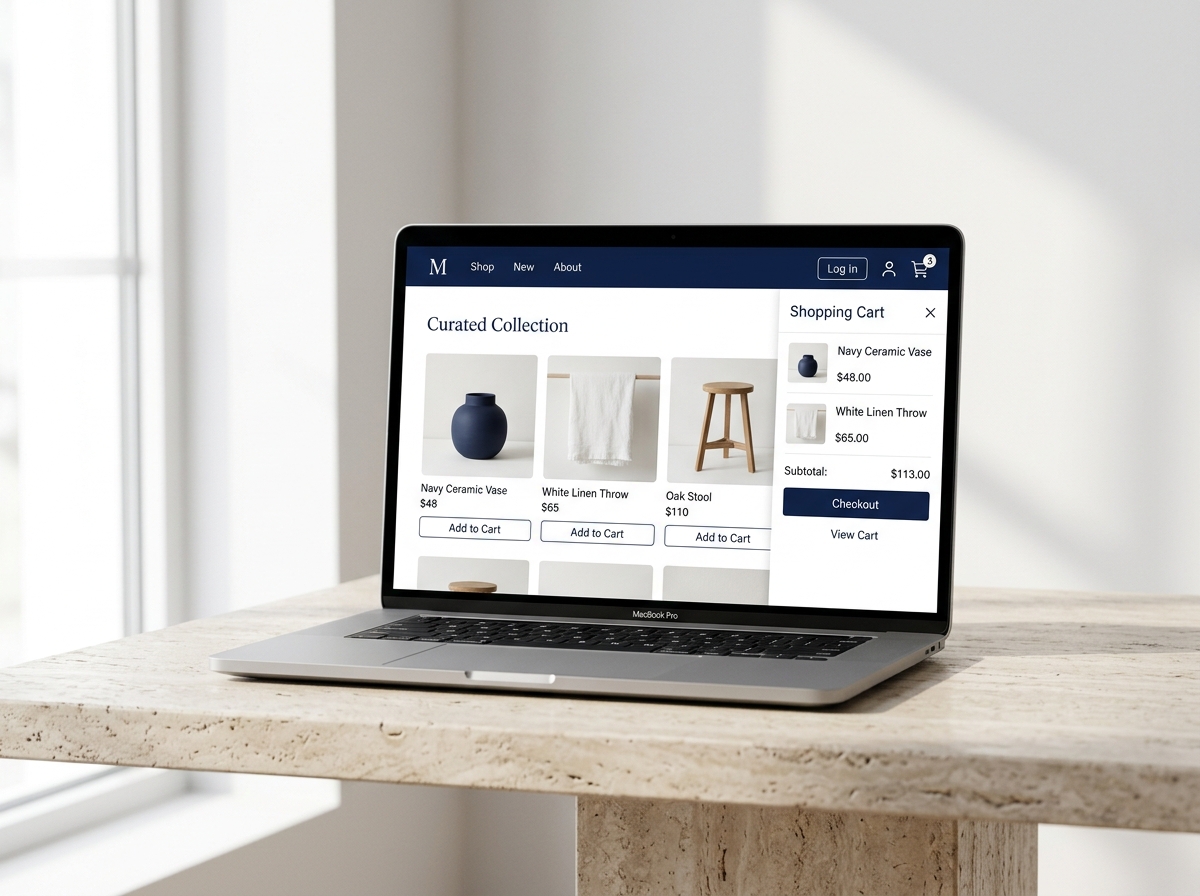 M Shop New About Log in 3
Curated Collection
Navy Ceramic Vase
$48
Add to Cart
White Linen Throw
$65
Add to Cart
Oak Stool
$110
Add to Cart
Shopping Cart
Navy Ceramic Vase
$48.00
White Linen Throw
$65.00
Subtotal: $113.00
Checkout
View Cart
MacBook Pro